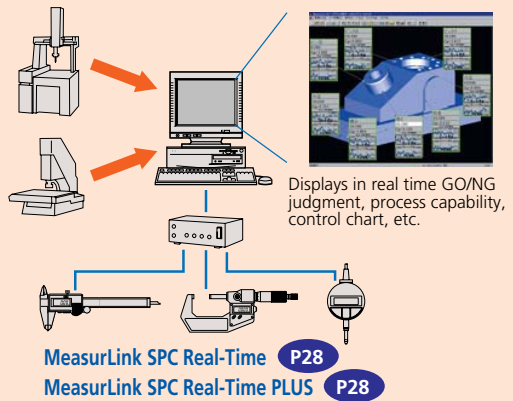 Displays in real time GO/NG
judgment, process capability,
control chart, etc.
MeasurLink SPC Real-Time P28
MeasurLink SPC Real-Time PLUS P28